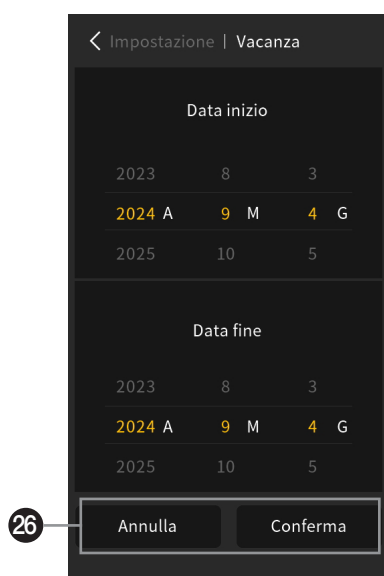 Impostazione | Vacanza
Data inizio
2023 8 3
2024 A 9 M 4 G
2025 10 5
Data fine
2023 8 3
2024 A 9 M 4 G
2025 10 5
26 Annulla Conferma